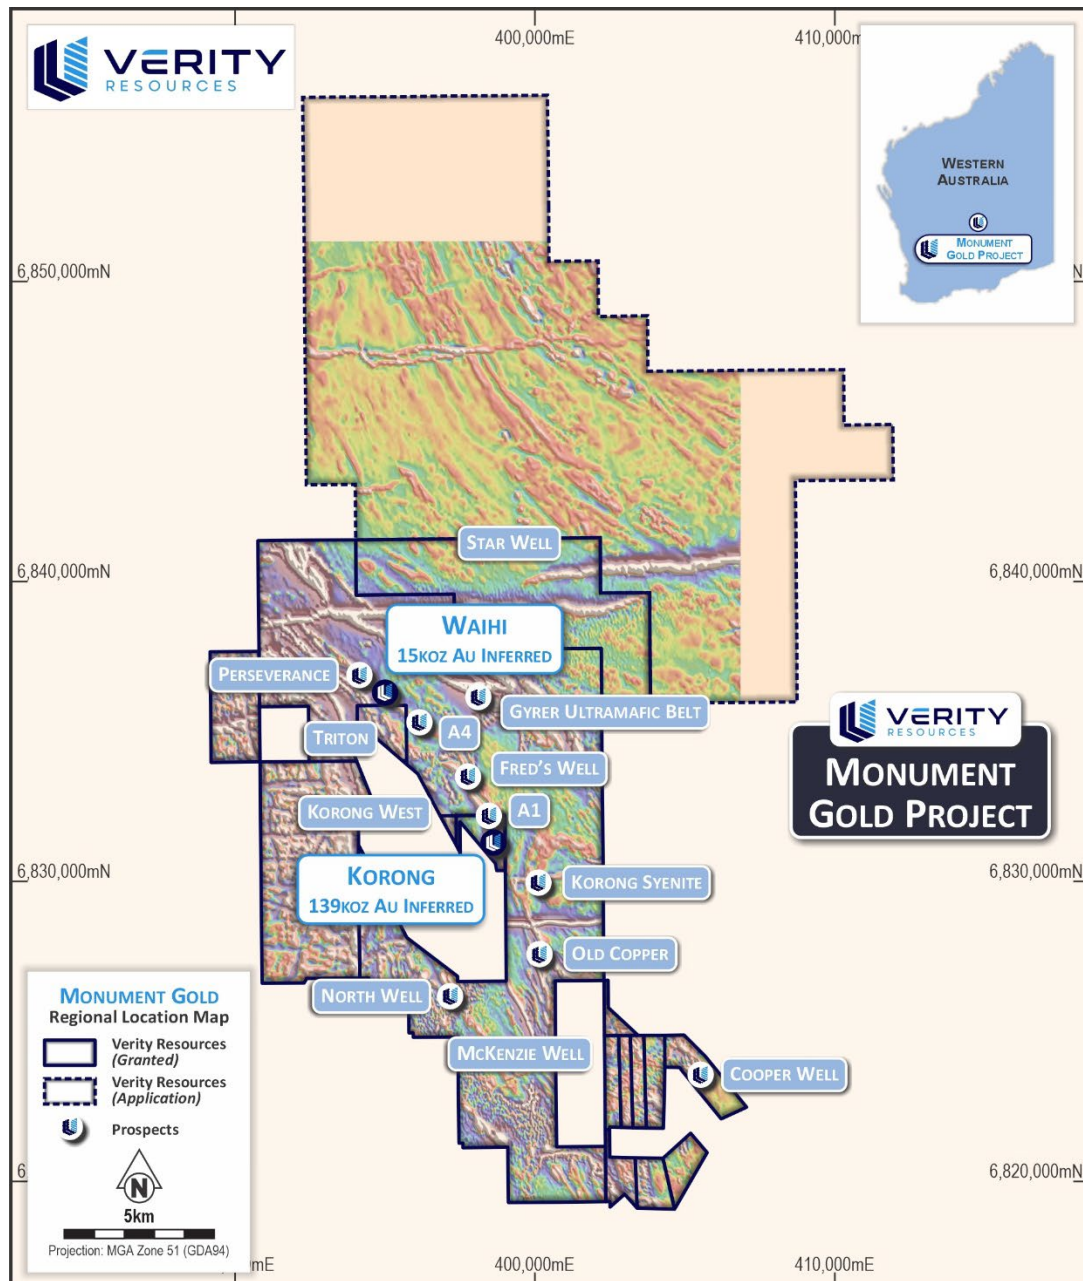 VERITY
RESOURCES
400,000mE
410,000m
WESTERN
AUSTRALIA
MONUMENT
GOLD PROJECT
6,850,000mN
STAR WELL
6,840,000mN
6,840,000mN
WAIHI
15KOZ AU INFERRED
PERSEVERANCE
GYRER ULTRAMAFIC BELT
TRITON
A4
FRED'S WELL
KORONG WEST
A1
VERITY
RESOURCES
MONUMENT
GOLD PROJECT
6,830,000mN
6,830,000mN
KORONG
139KOZ AU INFERRED
KORONG SYENITE
OLD COPPER
NORTH WELL
MCKENZIE WELL
COOPER WELL
MONUMENT GOLD
Regional Location Map
Verity Resources
(Granted)
Verity Resources
(Application)
Prospects
N
5km
Projection: MGA Zone 51 (GDA94)
6,820,000mN
400,000mE
410,000mE